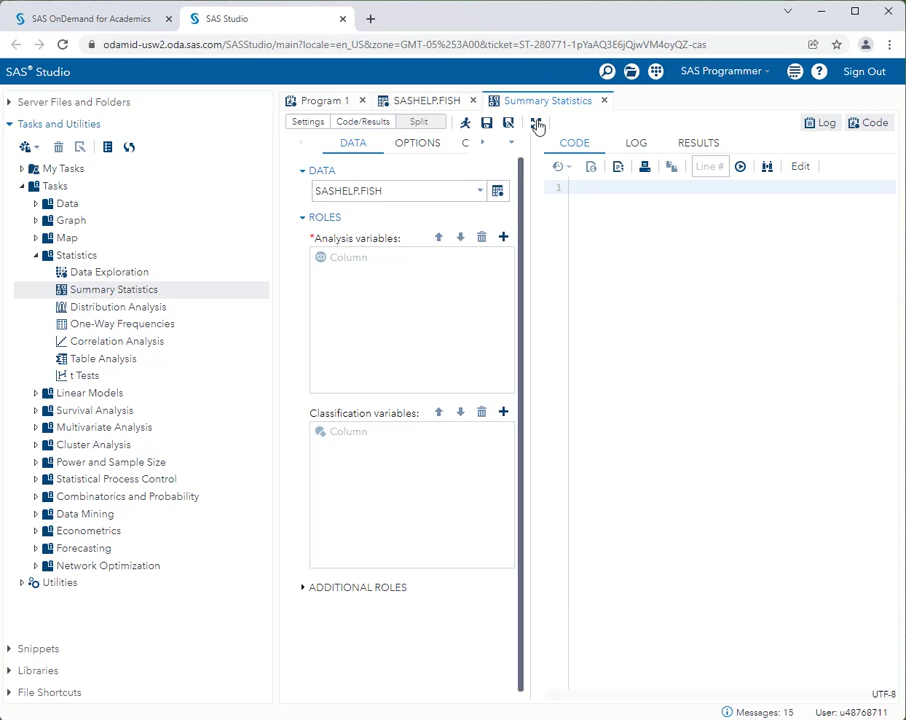 SAS OnDemand for Academics
SAS Studio
odamid-usw2.oda.sas.com/SASStudio/main?locale=en_US&zone=GMT-05%253A00&ticket=ST-280771-1pYaAQ3E6jQjwVM4oyQZ-cas
SAS® Studio
SAS Programmer
Sign Out
Server Files and Folders
Tasks and Utilities
My Tasks
Tasks
Data
Graph
Map
Statistics
Data Exploration
Summary Statistics
Distribution Analysis
One-Way Frequencies
Correlation Analysis
Table Analysis
t Tests
Linear Models
Survival Analysis
Multivariate Analysis
Cluster Analysis
Power and Sample Size
Statistical Process Control
Combinatorics and Probability
Data Mining
Econometrics
Forecasting
Network Optimization
Utilities
Snippets
Libraries
File Shortcuts
Program 1
SASHELP.FISH
Summary Statistics
Settings
Code/Results
Split
Log
Code
DATA
OPTIONS
C
DATA
SASHELP.FISH
ROLES
*Analysis variables:
Column
Classification variables:
Column
ADDITIONAL ROLES
CODE
LOG
RESULTS
Line #
Edit
1
UTF-8
Messages: 15
User: u48768711